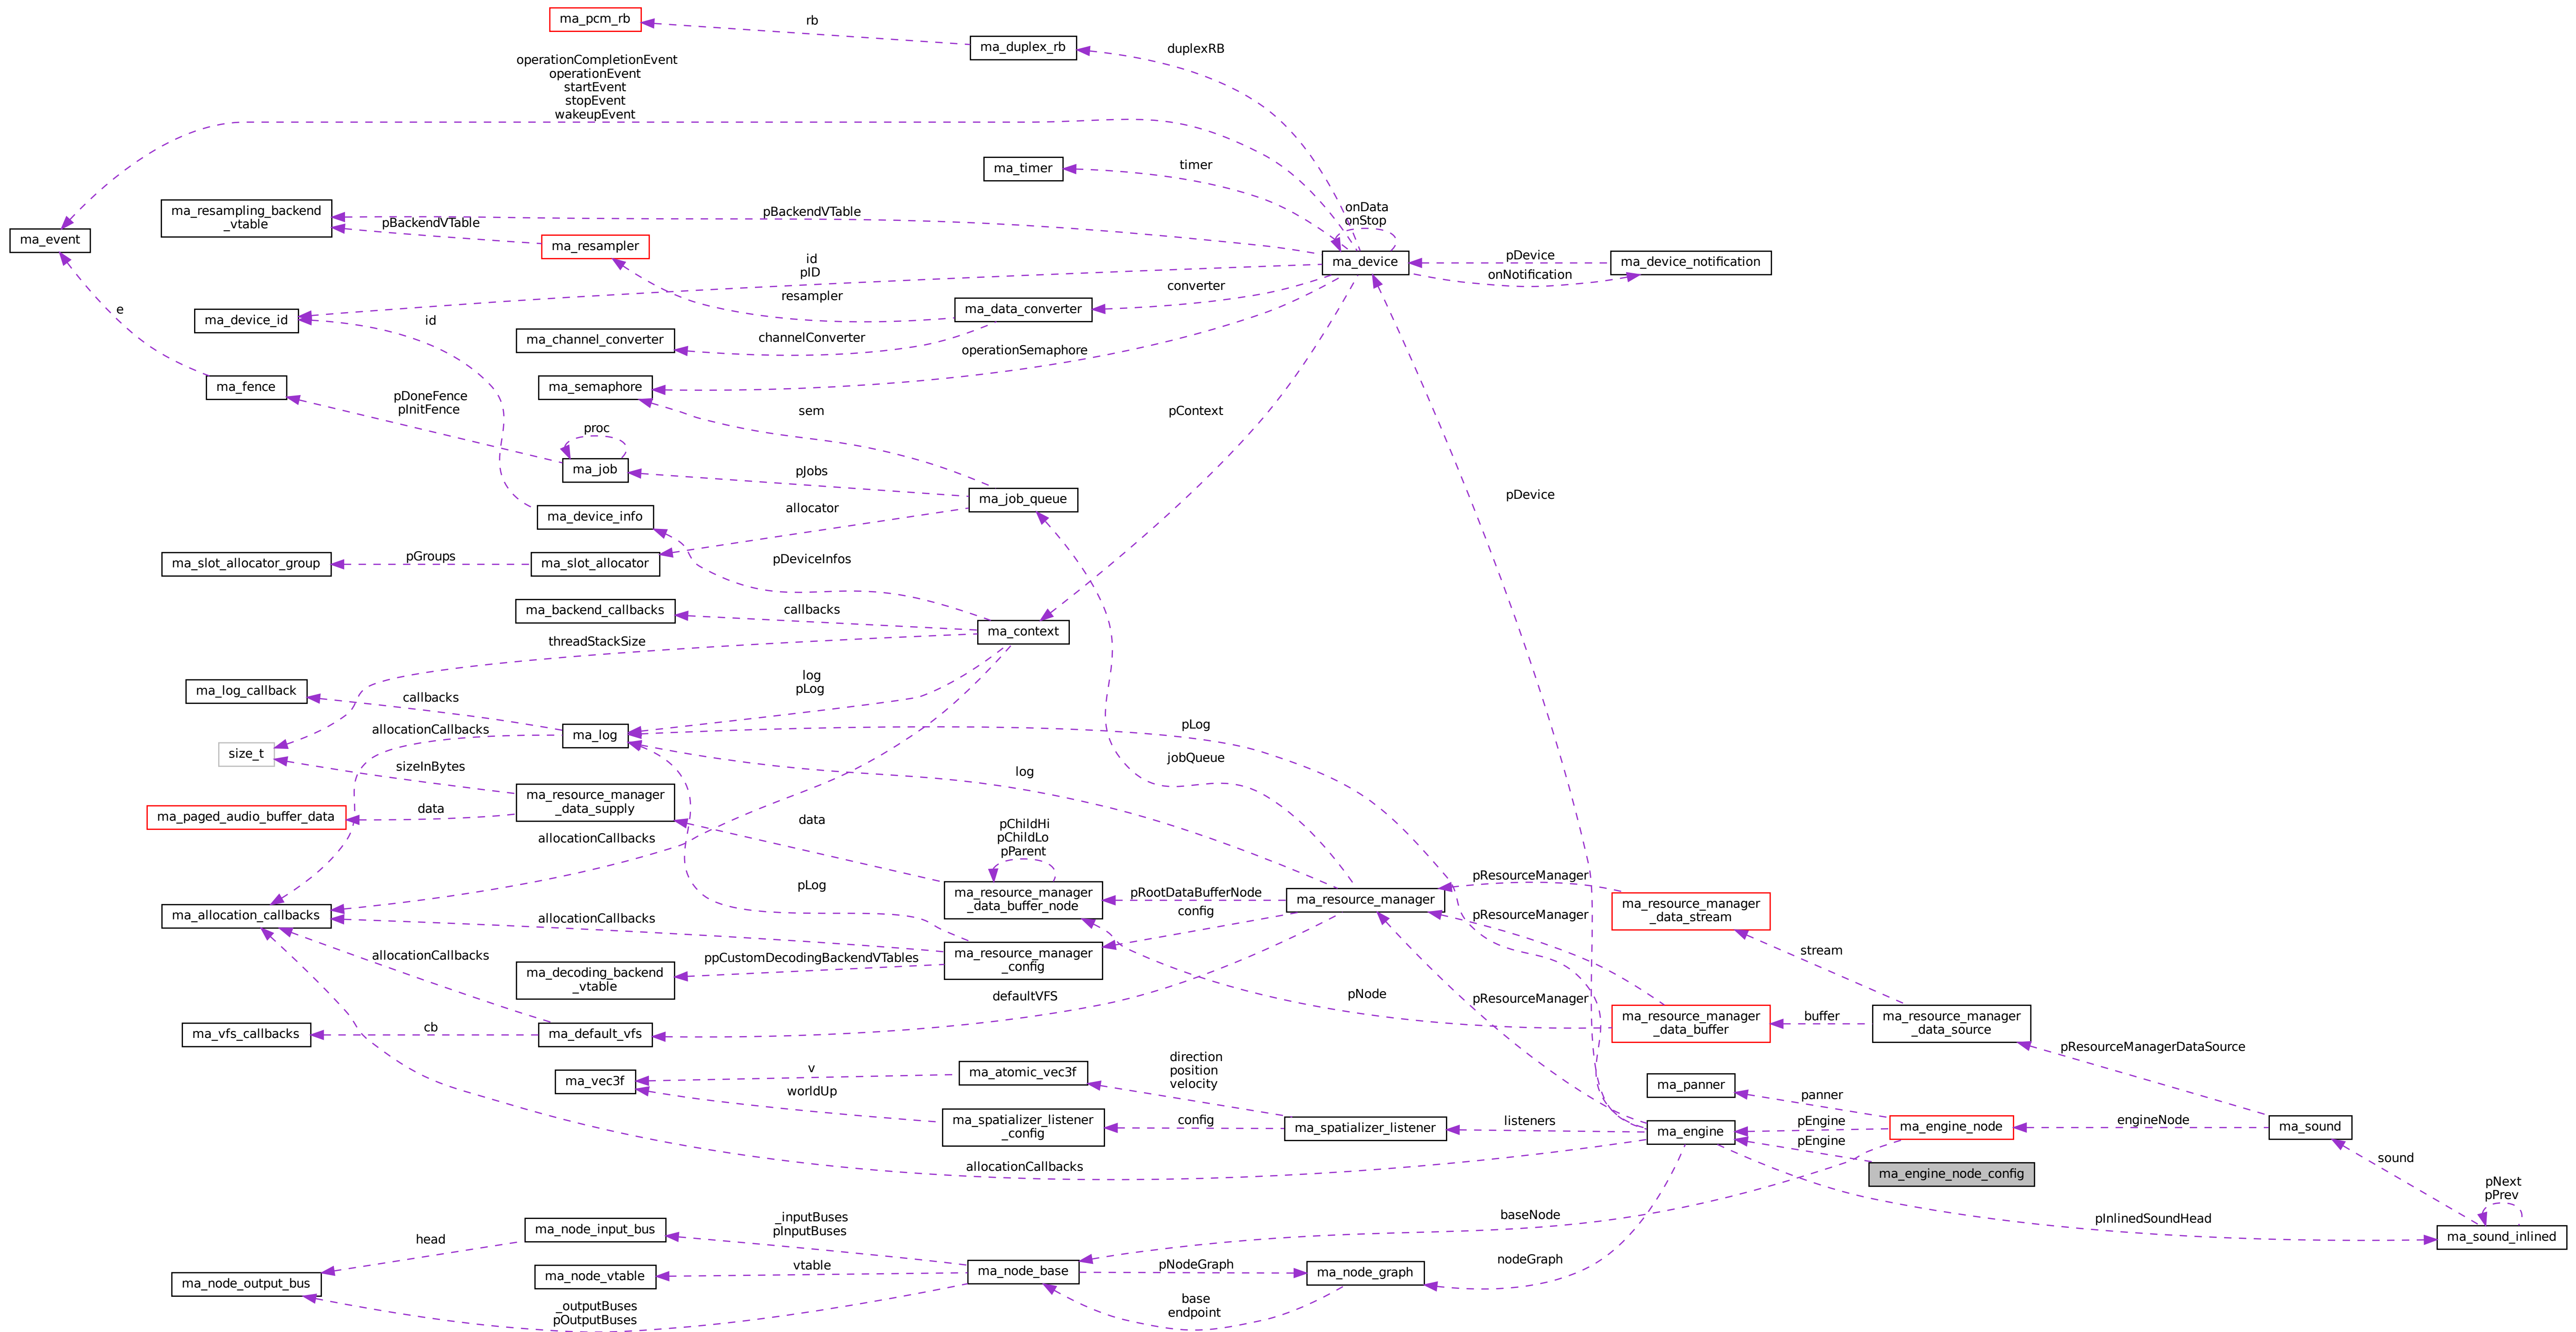 ma_pcm_rb
rb
ma_duplex_rb
duplexRB
operationCompletionEvent
operationEvent
startEvent
stopEvent
wakeupEvent
ma_timer
timer
ma_resampling_backend
_vtable
pBackendVTable
pBackendVTable
onData
onStop
ma_event
ma_resampler
ma_device
pDevice
onNotification
ma_device_notification
id
pID
resampler
converter
e
ma_device_id
id
ma_data_converter
ma_channel_converter
channelConverter
operationSemaphore
ma_fence
ma_semaphore
pDoneFence
pInitFence
sem
pContext
proc
ma_job
pJobs
ma_job_queue
pDevice
ma_device_info
allocator
ma_slot_allocator_group
pGroups
ma_slot_allocator
pDeviceInfos
ma_backend_callbacks
callbacks
ma_context
threadStackSize
ma_log_callback
callbacks
log
pLog
allocationCallbacks
ma_log
pLog
size_t
sizeInBytes
log
jobQueue
ma_resource_manager
_data_supply
ma_paged_audio_buffer_data
data
data
pChildHi
pChildLo
pParent
allocationCallbacks
pLog
ma_resource_manager
_data_buffer_node
pRootDataBufferNode
config
ma_resource_manager
pResourceManager
ma_resource_manager
_data_stream
ma_allocation_callbacks
allocationCallbacks
pResourceManager
allocationCallbacks
ppCustomDecodingBackendVTables
ma_resource_manager
_config
stream
ma_decoding_backend
_vtable
defaultVFS
pNode
pResourceManager
ma_vfs_callbacks
cb
ma_default_vfs
ma_resource_manager
_data_buffer
buffer
ma_resource_manager
_data_source
pResourceManagerDataSource
ma_vec3f
v
worldUp
ma_atomic_vec3f
direction
position
velocity
ma_panner
panner
ma_spatializer_listener
_config
config
ma_spatializer_listener
listeners
ma_engine
pEngine
pEngine
ma_engine_node
engineNode
ma_sound
ma_engine_node_config
sound
allocationCallbacks
pNext
pPrev
baseNode
pInlinedSoundHead
ma_sound_inlined
head
ma_node_input_bus
_inputBuses
pInputBuses
ma_node_output_bus
ma_node_vtable
vtable
ma_node_base
pNodeGraph
ma_node_graph
nodeGraph
_outputBuses
pOutputBuses
base
endpoint